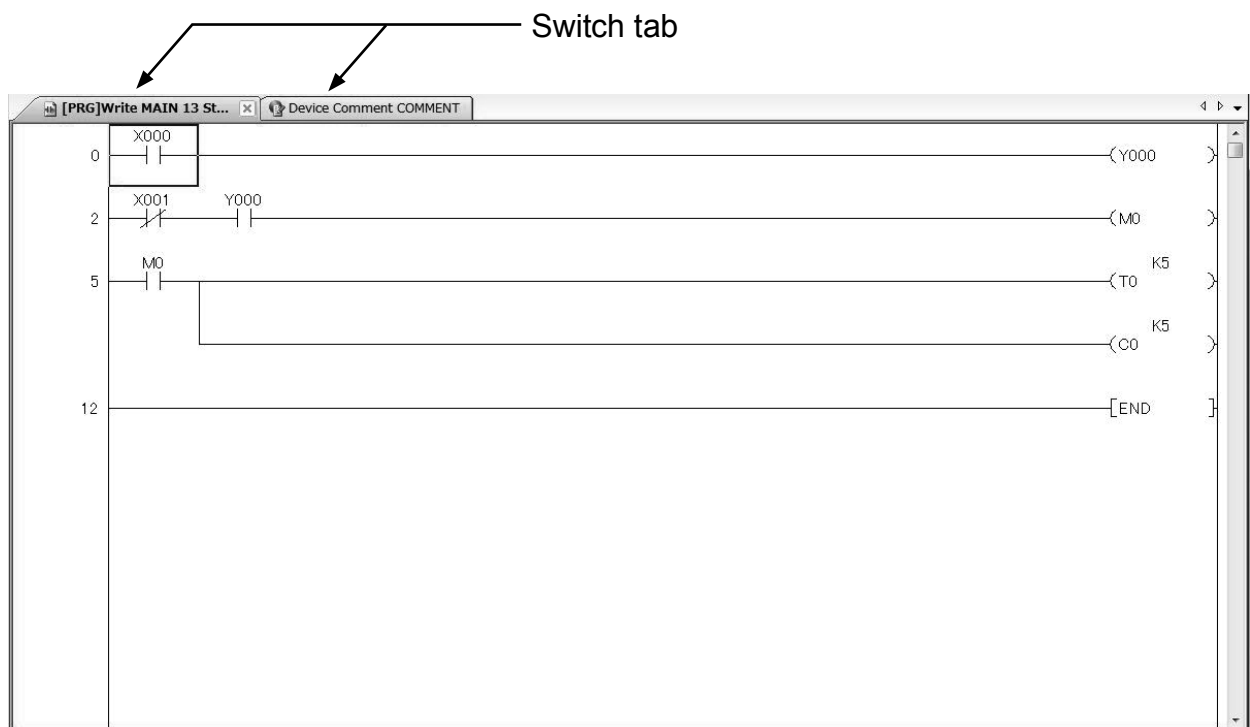 Switch tab
[PRG]Write MAIN 13 St... Device Comment COMMENT
X000
0 Y000
X001 Y000
2 M0
M0 K5
5 T0
K5
C0
12 END